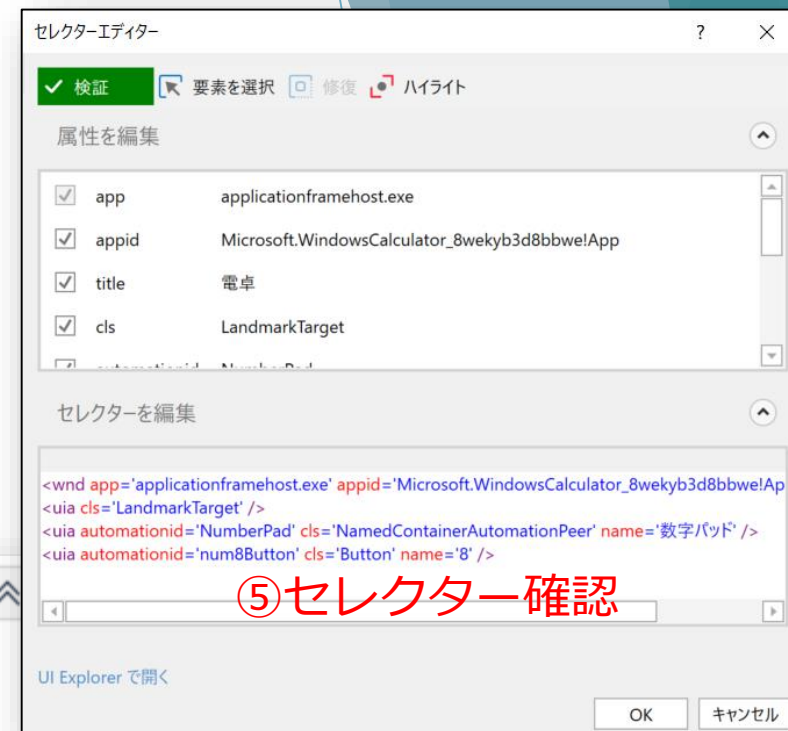 セレクターエディター ? ×
検証 要素を選択 修復 ハイライト
属性を編集
app applicationframehost.exe
appid Microsoft.WindowsCalculator_8wekyb3d8bbwe!App
title 電卓
cls LandmarkTarget
セレクターを編集
<wnd app='applicationframehost.exe' appid='Microsoft.WindowsCalculator_8wekyb3d8bbwe!Ap
<uia cls='LandmarkTarget' />
<uia automationid='NumberPad' cls='NamedContainerAutomationPeer' name='数字パッド' />
<uia automationid='num8Button' cls='Button' name='8' />
⑤セレクター確認
UI Explorer で開く
OK キャンセル